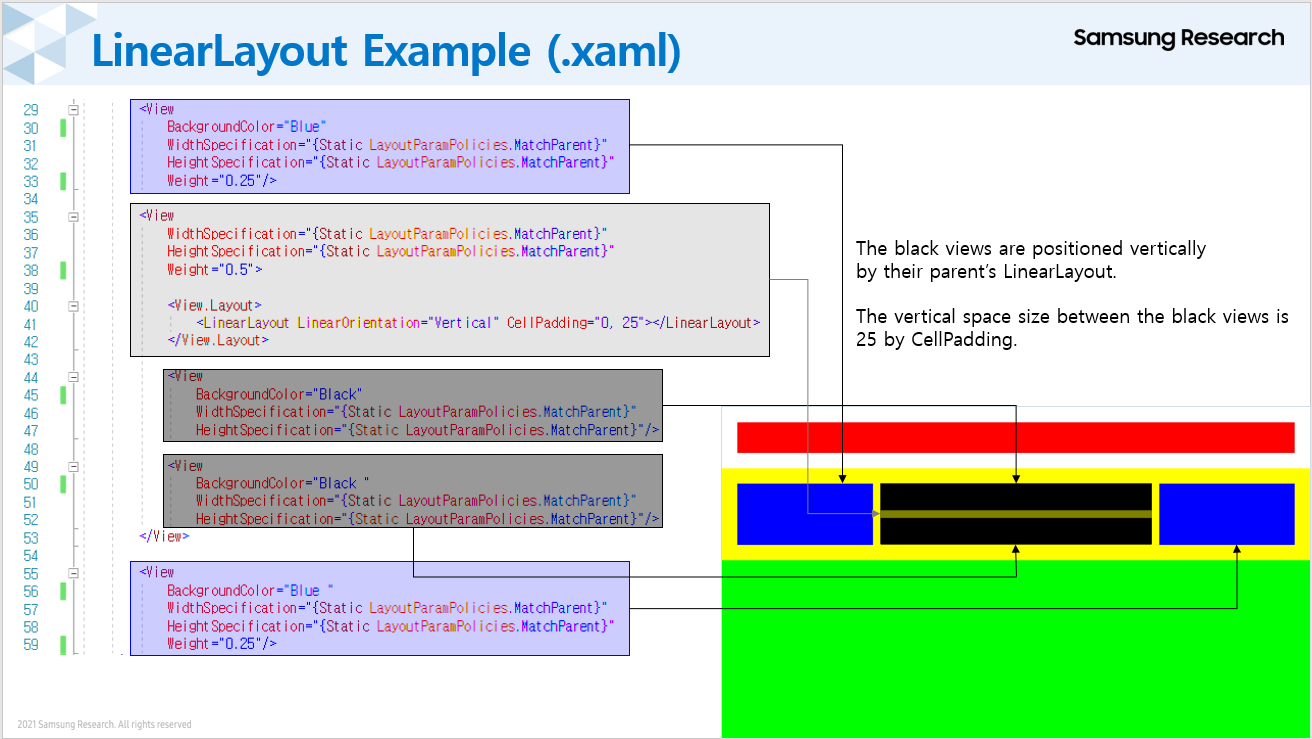 LinearLayout Example (.xaml)
Samsung Research
29 <View
30 BackgroundColor="Blue"
31 WidthSpecification="{Static LayoutParamPolicies.MatchParent}"
32 HeightSpecification="{Static LayoutParamPolicies.MatchParent}"
33 Weight="0.25"/>
34
35 <View
36 WidthSpecification="{Static LayoutParamPolicies.MatchParent}"
37 HeightSpecification="{Static LayoutParamPolicies.MatchParent}"
38 Weight="0.5">
39
40 <View.Layout>
41 <LinearLayout LinearOrientation="Vertical" CellPadding="0, 25"></LinearLayout>
42 </View.Layout>
43
44 <View
45 BackgroundColor="Black"
46 WidthSpecification="{Static LayoutParamPolicies.MatchParent}"
47 HeightSpecification="{Static LayoutParamPolicies.MatchParent}"/>
48
49 <View
50 BackgroundColor="Black "
51 WidthSpecification="{Static LayoutParamPolicies.MatchParent}"
52 HeightSpecification="{Static LayoutParamPolicies.MatchParent}"/>
53 </View>
54
55 <View
56 BackgroundColor="Blue "
57 WidthSpecification="{Static LayoutParamPolicies.MatchParent}"
58 HeightSpecification="{Static LayoutParamPolicies.MatchParent}"
59 Weight="0.25"/>
The black views are positioned vertically
by their parent's LinearLayout.
The vertical space size between the black views is
25 by CellPadding.
2021 Samsung Research. All rights reserved